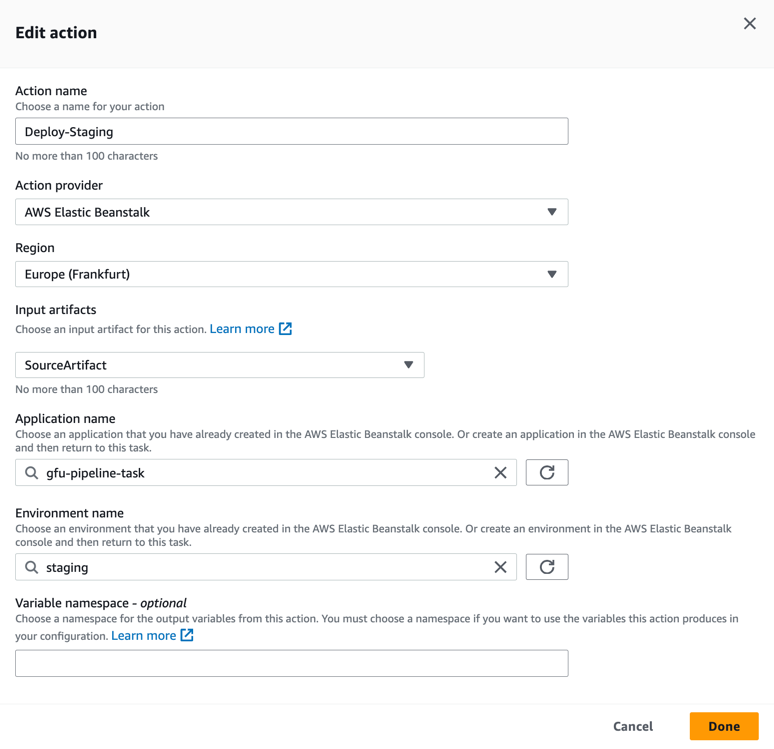 Edit action
Action name
Choose a name for your action
Deploy-Staging
No more than 100 characters
Action provider
AWS Elastic Beanstalk
Region
Europe (Frankfurt)
Input artifacts
Choose an input artifact for this action. Learn more
SourceArtifact
No more than 100 characters
Application name
Choose an application that you have already created in the AWS Elastic Beanstalk console. Or create an application in the AWS Elastic Beanstalk console
and then return to this task.
gfu-pipeline-task
Environment name
Choose an environment that you have already created in the AWS Elastic Beanstalk console. Or create an environment in the AWS Elastic Beanstalk
console and then return to this task.
staging
Variable namespace - optional
Choose a namespace for the output variables from this action. You must choose a namespace if you want to use the variables this action produces in
your configuration. Learn more
Cancel
Done